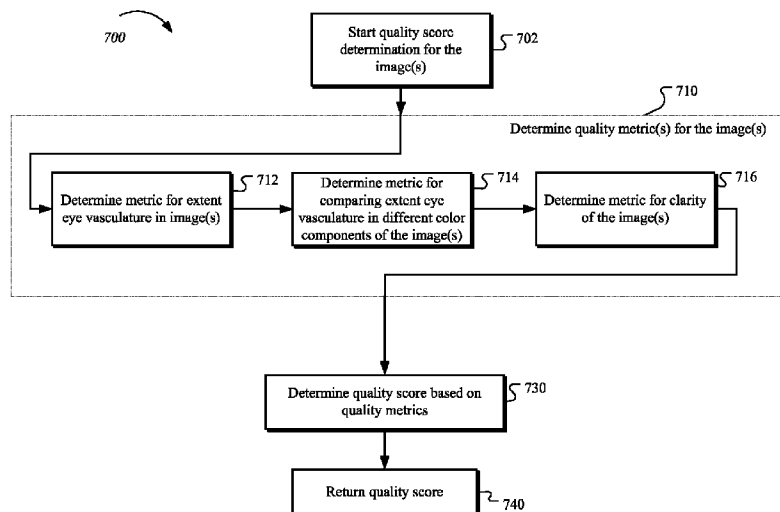 700
Start quality score
determination for the
image(s)
702
710
Determine quality metric(s) for the image(s)
Determine metric for extent
eye vasculature in image(s)
712
Determine metric for
comparing extent eye
vasculature in different color
components of the image(s)
714
Determine metric for clarity
of the image(s)
716
Determine quality score based on
quality metrics
730
Return quality score
740